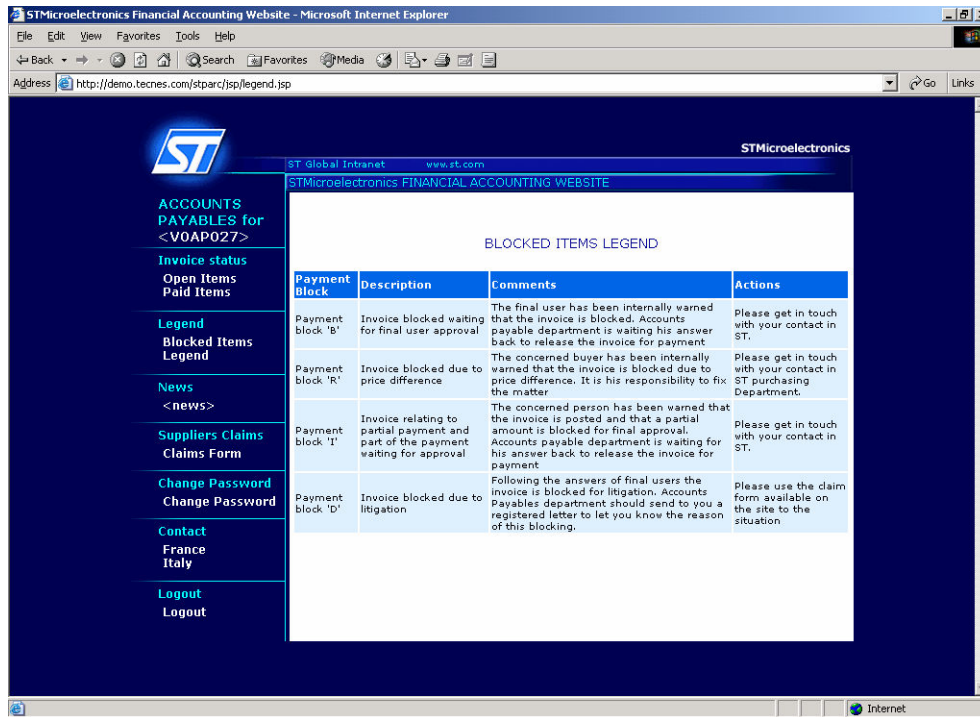 STMicroelectronics Financial Accounting Website - Microsoft Internet Explorer
File Edit View Favorites Tools Help
Back Search Favorites Media
Address http://demo.tecnes.com/stparc/jsp/legend.jsp Go Links
ST
STMicroelectronics
ST Global Intranet www.st.com
STMicroelectronics FINANCIAL ACCOUNTING WEBSITE
ACCOUNTS
PAYABLES for
<V0AP027>
Invoice status
Open Items
Paid Items
Legend
Blocked Items
Legend
News
<news>
Suppliers Claims
Claims Form
Change Password
Change Password
Contact
France
Italy
Logout
Logout
BLOCKED ITEMS LEGEND
Payment
Block
Description
Comments
Actions
Payment
block 'B'
Invoice blocked waiting
for final user approval
The final user has been internally warned
that the invoice is blocked. Accounts
payable department is waiting his answer
back to release the invoice for payment
Please get in touch
with your contact in
ST.
Payment
block 'R'
Invoice blocked due to
price difference
The concerned buyer has been internally
warned that the invoice is blocked due to
price difference. It is his responsibility to fix
the matter
Please get in touch
with your contact in
ST purchasing
Department.
Payment
block 'I'
Invoice relating to
partial payment and
part of the payment
waiting for approval
The concerned person has been warned that
the invoice is posted and that a partial
amount is blocked for final approval.
Accounts payable department is waiting for
his answer back to release the invoice for
payment
Please get in touch
with your contact in
ST.
Payment
block 'D'
Invoice blocked due to
litigation
Following the answers of final users the
invoice is blocked for litigation. Accounts
Payables department should send to you a
registered letter to let you know the reason
of this blocking.
Please use the claim
form available on
the site to the
situation
Internet